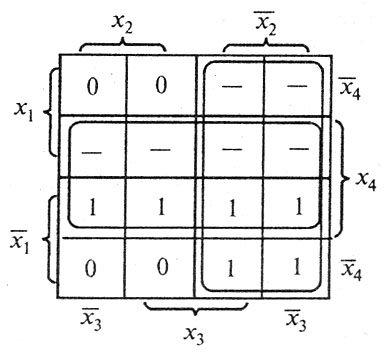 x₂ x̅₂
0 0 — — x̅₄
x₁
— — — —
x₄
1 1 1 1
x̅₁
0 0 1 1 x̅₄
x̅₃ x₃ x̅₃